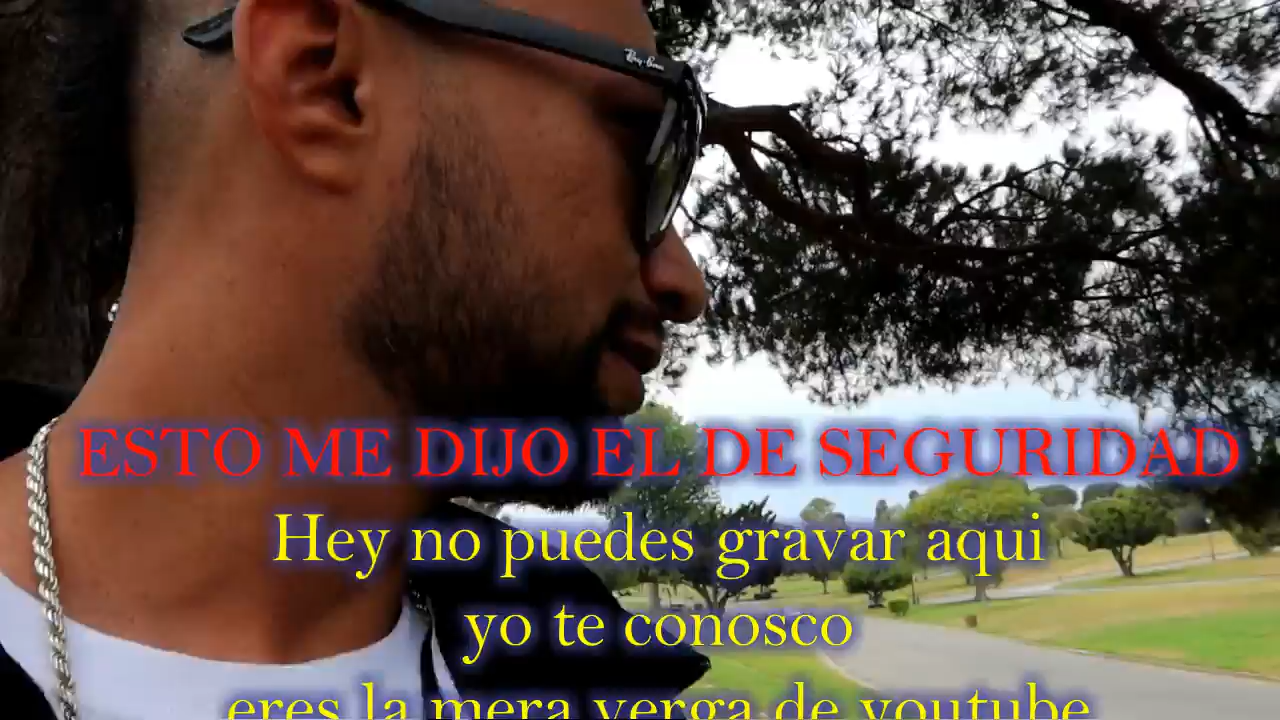 Ray-Ban
ESTO ME DIJO EL DE SEGURIDAD
Hey no puedes gravar aqui
yo te conosco
eres la mera verga de youtube